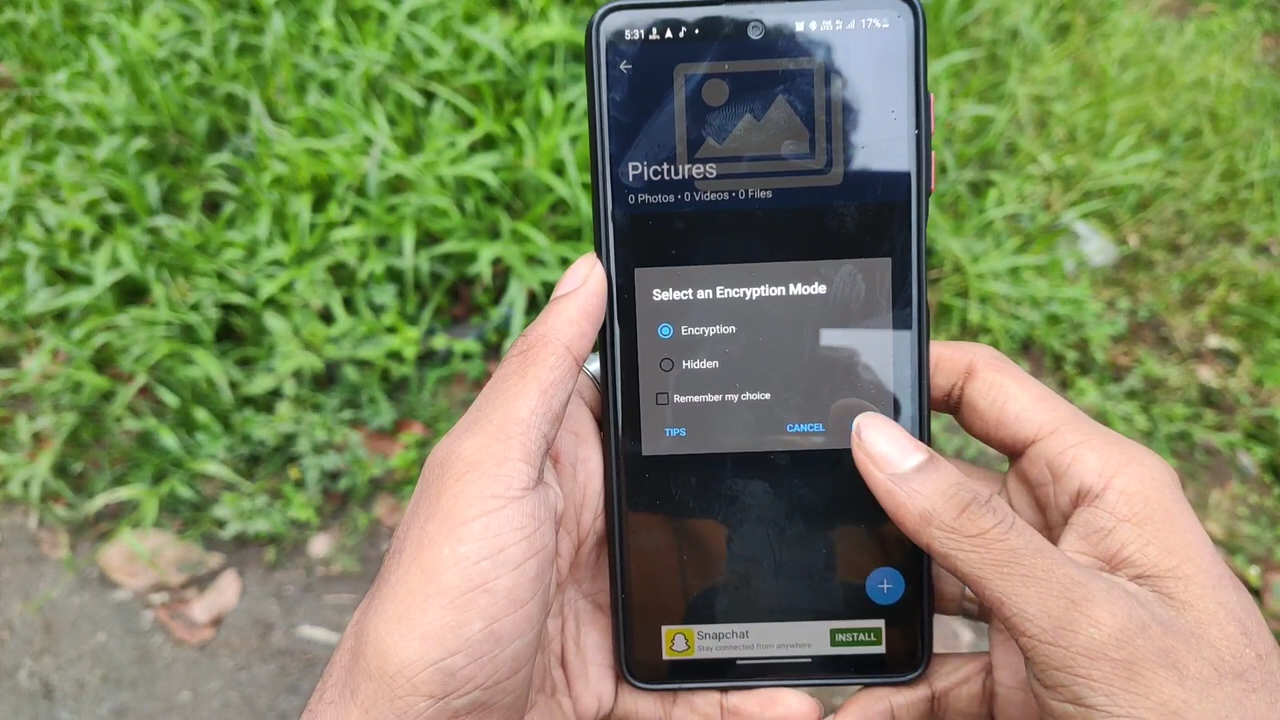 5:31
17%
Pictures
0 Photos • 0 Videos • 0 Files
Select an Encryption Mode
Encryption
Hidden
Remember my choice
TIPS
CANCEL
Snapchat
Stay connected from anywhere
INSTALL